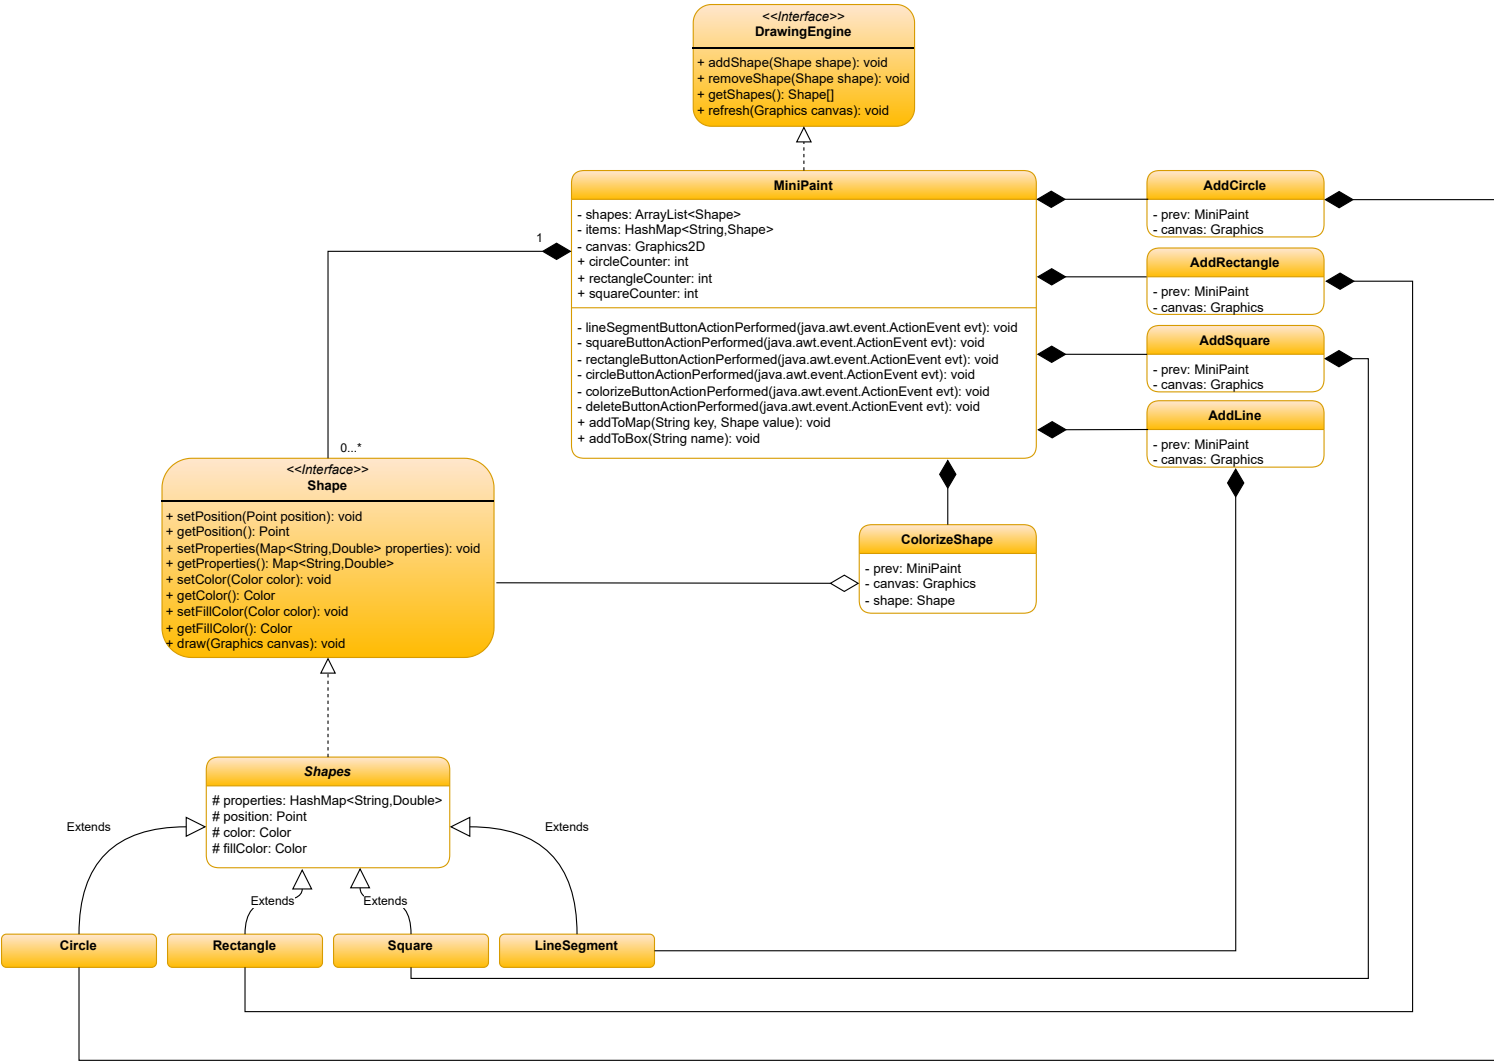 <<Interface>>
DrawingEngine
+ addShape(Shape shape): void
+ removeShape(Shape shape): void
+ getShapes(): Shape[]
+ refresh(Graphics canvas): void
MiniPaint
- shapes: ArrayList<Shape>
- items: HashMap<String,Shape>
- canvas: Graphics2D
+ circleCounter: int
+ rectangleCounter: int
+ squareCounter: int
- lineSegmentButtonActionPerformed(java.awt.event.ActionEvent evt): void
- squareButtonActionPerformed(java.awt.event.ActionEvent evt): void
- rectangleButtonActionPerformed(java.awt.event.ActionEvent evt): void
- circleButtonActionPerformed(java.awt.event.ActionEvent evt): void
- colorizeButtonActionPerformed(java.awt.event.ActionEvent evt): void
- deleteButtonActionPerformed(java.awt.event.ActionEvent evt): void
+ addToMap(String key, Shape value): void
+ addToBox(String name): void
AddCircle
- prev: MiniPaint
- canvas: Graphics
AddRectangle
- prev: MiniPaint
- canvas: Graphics
AddSquare
- prev: MiniPaint
- canvas: Graphics
AddLine
- prev: MiniPaint
- canvas: Graphics
1
0...*
<<Interface>>
Shape
+ setPosition(Point position): void
+ getPosition(): Point
+ setProperties(Map<String,Double> properties): void
+ getProperties(): Map<String,Double>
+ setColor(Color color): void
+ getColor(): Color
+ setFillColor(Color color): void
+ getFillColor(): Color
+ draw(Graphics canvas): void
ColorizeShape
- prev: MiniPaint
- canvas: Graphics
- shape: Shape
Shapes
# properties: HashMap<String,Double>
# position: Point
# color: Color
# fillColor: Color
Extends
Extends
Extends
Extends
Circle
Rectangle
Square
LineSegment